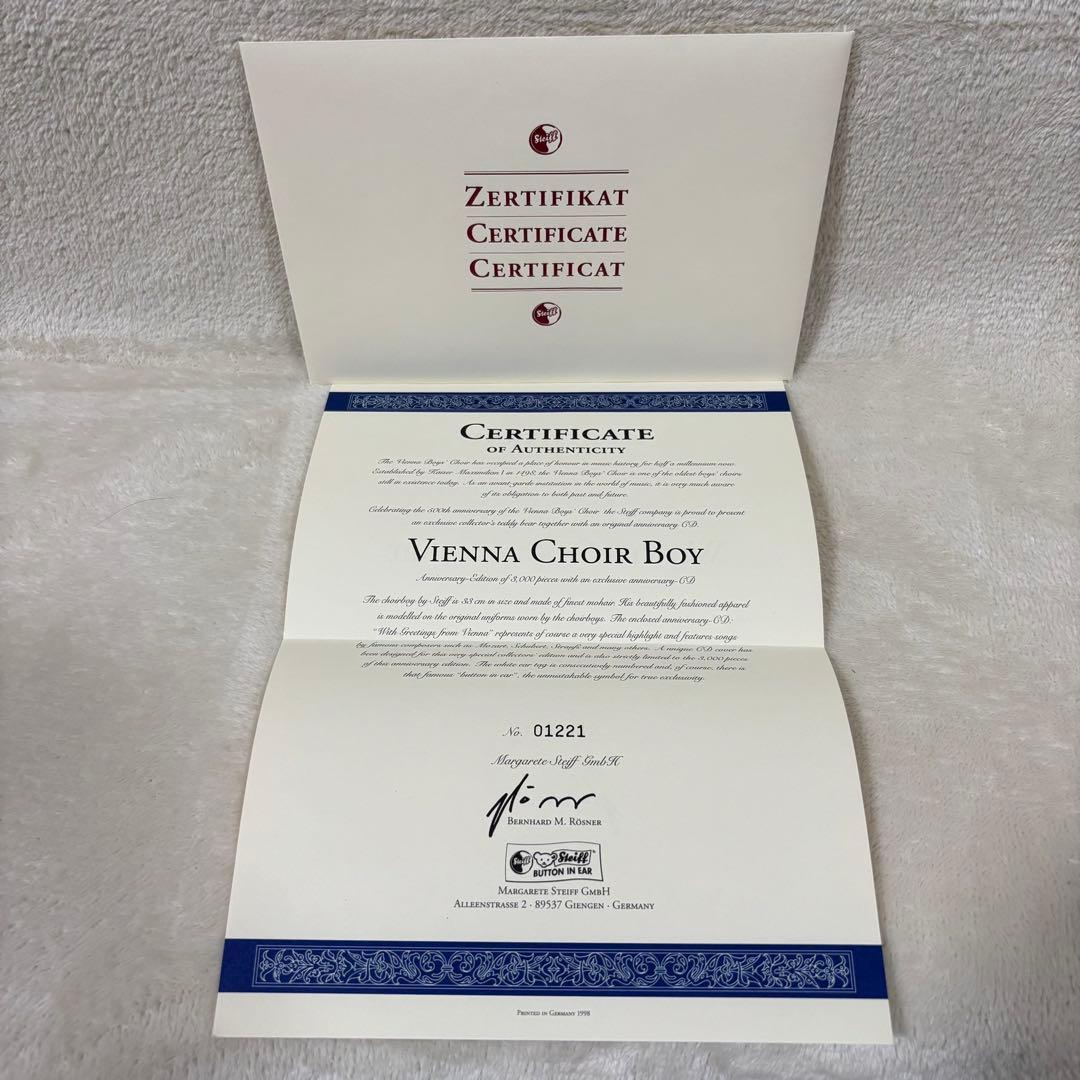 Steiff
ZERTIFIKAT
CERTIFICATE
CERTIFICAT
Steiff
CERTIFICATE
OF AUTHENTICITY
The Vienna Boys' Choir has occupied a place of honour in music history for half a millennium now.
Established by Kaiser Maximilian I in 1498, the Vienna Boys' Choir is one of the oldest boys' choirs
still in existence today. As an avant-garde institution in the world of music, it is very much aware
of its obligation to both past and future.
Celebrating the 500th anniversary of the Vienna Boys' Choir the Steiff company is proud to present
an exclusive collector's teddy bear together with an original anniversary CD.
VIENNA CHOIR BOY
Anniversary-Edition of 3,000 pieces with an exclusive anniversary-CD
The choirboy by Steiff is 33 cm in size and made of finest mohair. His beautifully fashioned apparel
is modelled on the original uniforms worn by the choirboys. The enclosed anniversary-CD:
"With Greetings from Vienna" represents of course a very special highlight and features songs
by famous composers such as Mozart, Schubert, Strauß and many others. A unique CD cover has
been designed for this very special collectors' edition and is also strictly limited to the 3,000 pieces
of this anniversary edition. The white ear tag is consecutively numbered and, of course, there is
that famous "button in ear", the unmistakable symbol for true exclusivity.
No. 01221
Margarete Steiff GmbH
BERNHARD M. RÖSNER
Steiff Steiff
BUTTON IN EAR
MARGARETE STEIFF GMBH
ALLEENSTRASSE 2 · 89537 GIENGEN · GERMANY
PRINTED IN GERMANY 1998